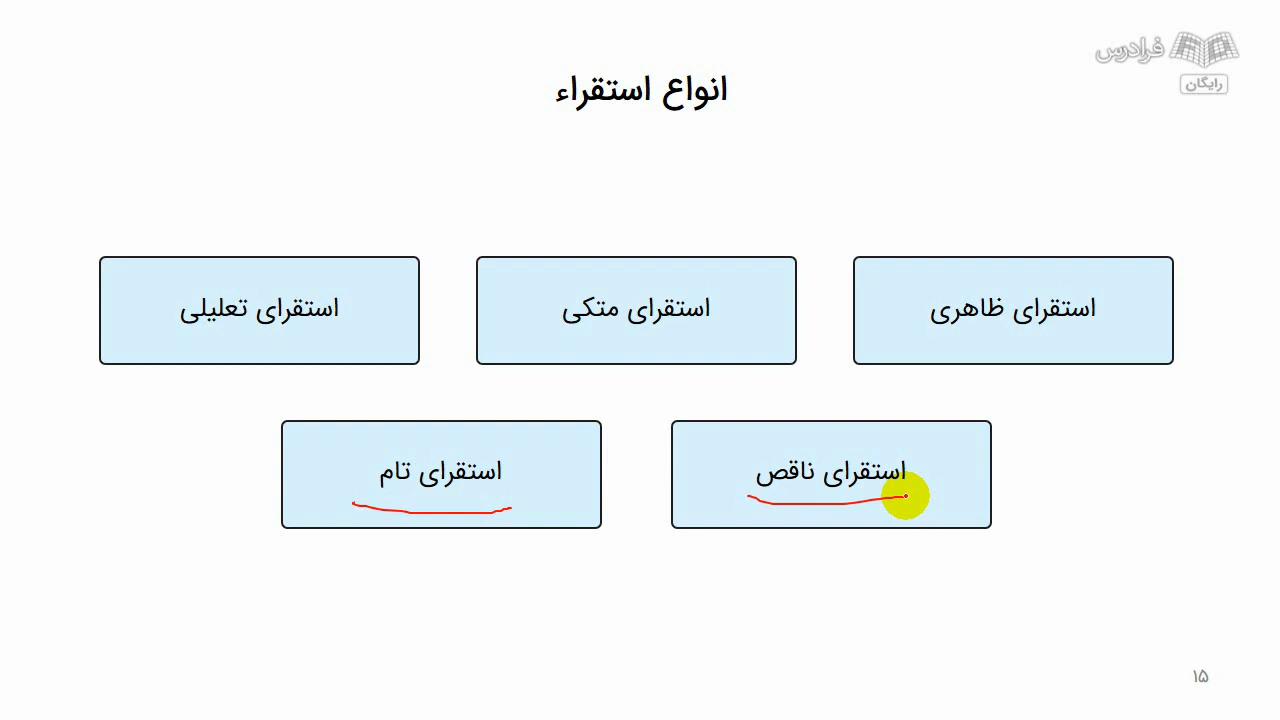 فرادرس
رایگان
انواع استقراء
استقرای ظاهری
استقرای متکی
استقرای تعلیلی
استقرای ناقص
استقرای تام
۱۵